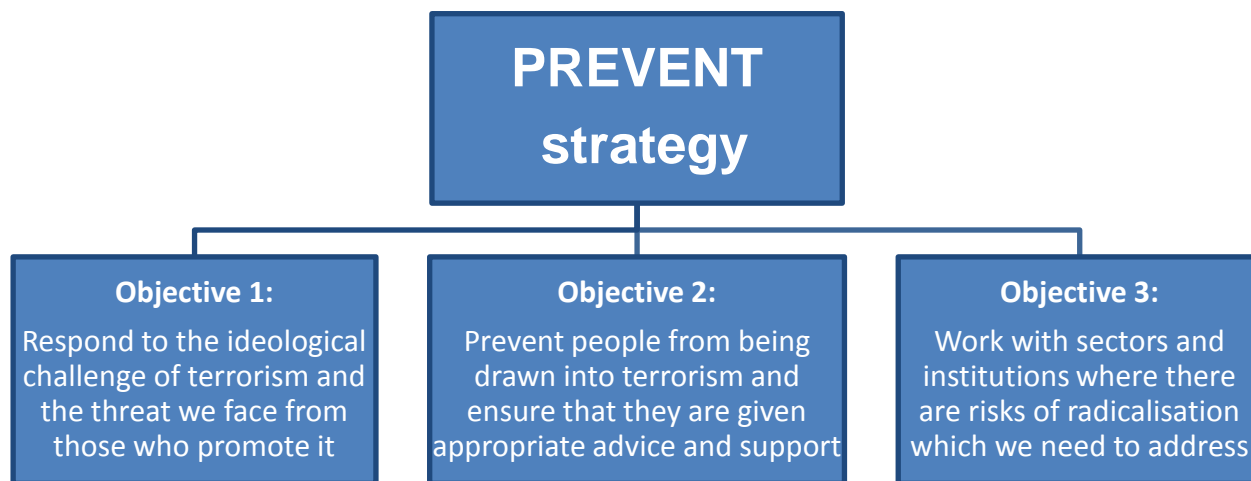 PREVENT
strategy
Objective 1:
Respond to the ideological
challenge of terrorism and
the threat we face from
those who promote it
Objective 2:
Prevent people from being
drawn into terrorism and
ensure that they are given
appropriate advice and support
Objective 3:
Work with sectors and
institutions where there
are risks of radicalisation
which we need to address